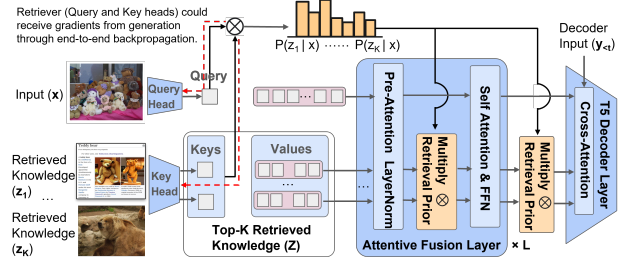 Retriever (Query and Key heads) could
receive gradients from generation
through end-to-end backpropagation.
P(z1 | x) ...... P(zK | x)
Decoder
Input (y<t)
Input (x)
Query
Head
Query
...
Pre-Attention LayerNorm
Self Attention & FFN
Multiply ⊗
Retrieval Prior
Multiply ⊗
Retrieval Prior
Cross-Attention
T5 Decoder Layer
Retrieved
Knowledge
(z1)
...
Retrieved
Knowledge
(zK)
Teddy bear
Key
Head
Keys
Values
...
...
...
...
Top-K Retrieved
Knowledge (Z)
Attentive Fusion Layer
× L